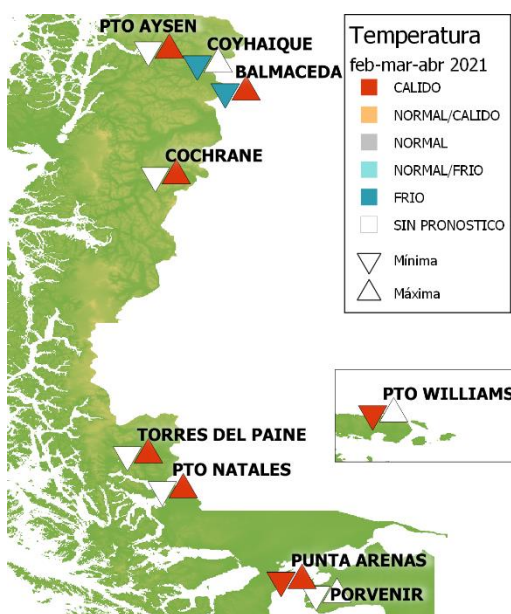 PTO AYSEN
COYHAIQUE
BALMACEDA
COCHRANE
TORRES DEL PAINE
PTO NATALES
PUNTA ARENAS
PORVENIR
PTO WILLIAMS
Temperatura
feb-mar-abr 2021
CALIDO
NORMAL/CALIDO
NORMAL
NORMAL/FRIO
FRIO
SIN PRONOSTICO
Mínima
Máxima